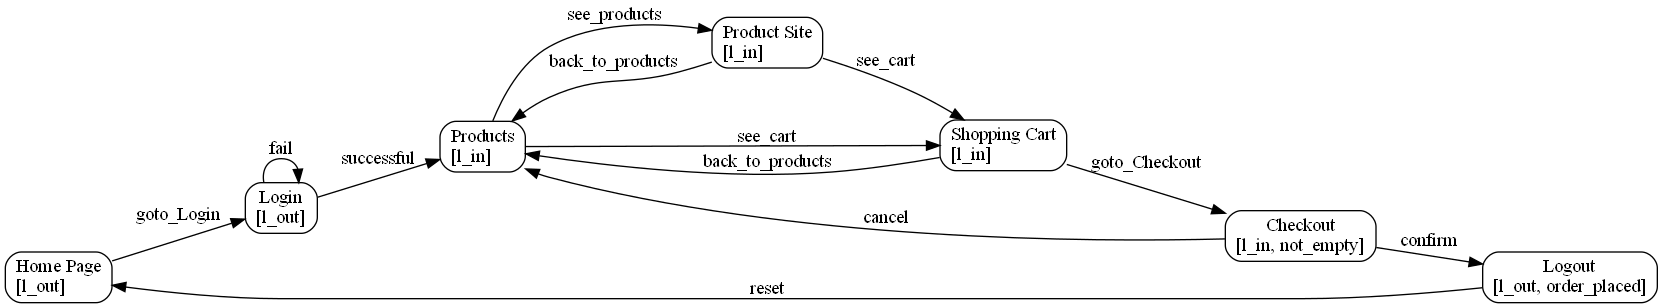 see_products
Product Site
[l_in]
back_to_products
see_cart
Products
[l_in]
see_cart
Shopping Cart
[l_in]
back_to_products
fail
successful
goto_Checkout
Login
[l_out]
goto_Login
cancel
Checkout
[l_in, not_empty]
confirm
Home Page
[l_out]
Logout
[l_out, order_placed]
reset